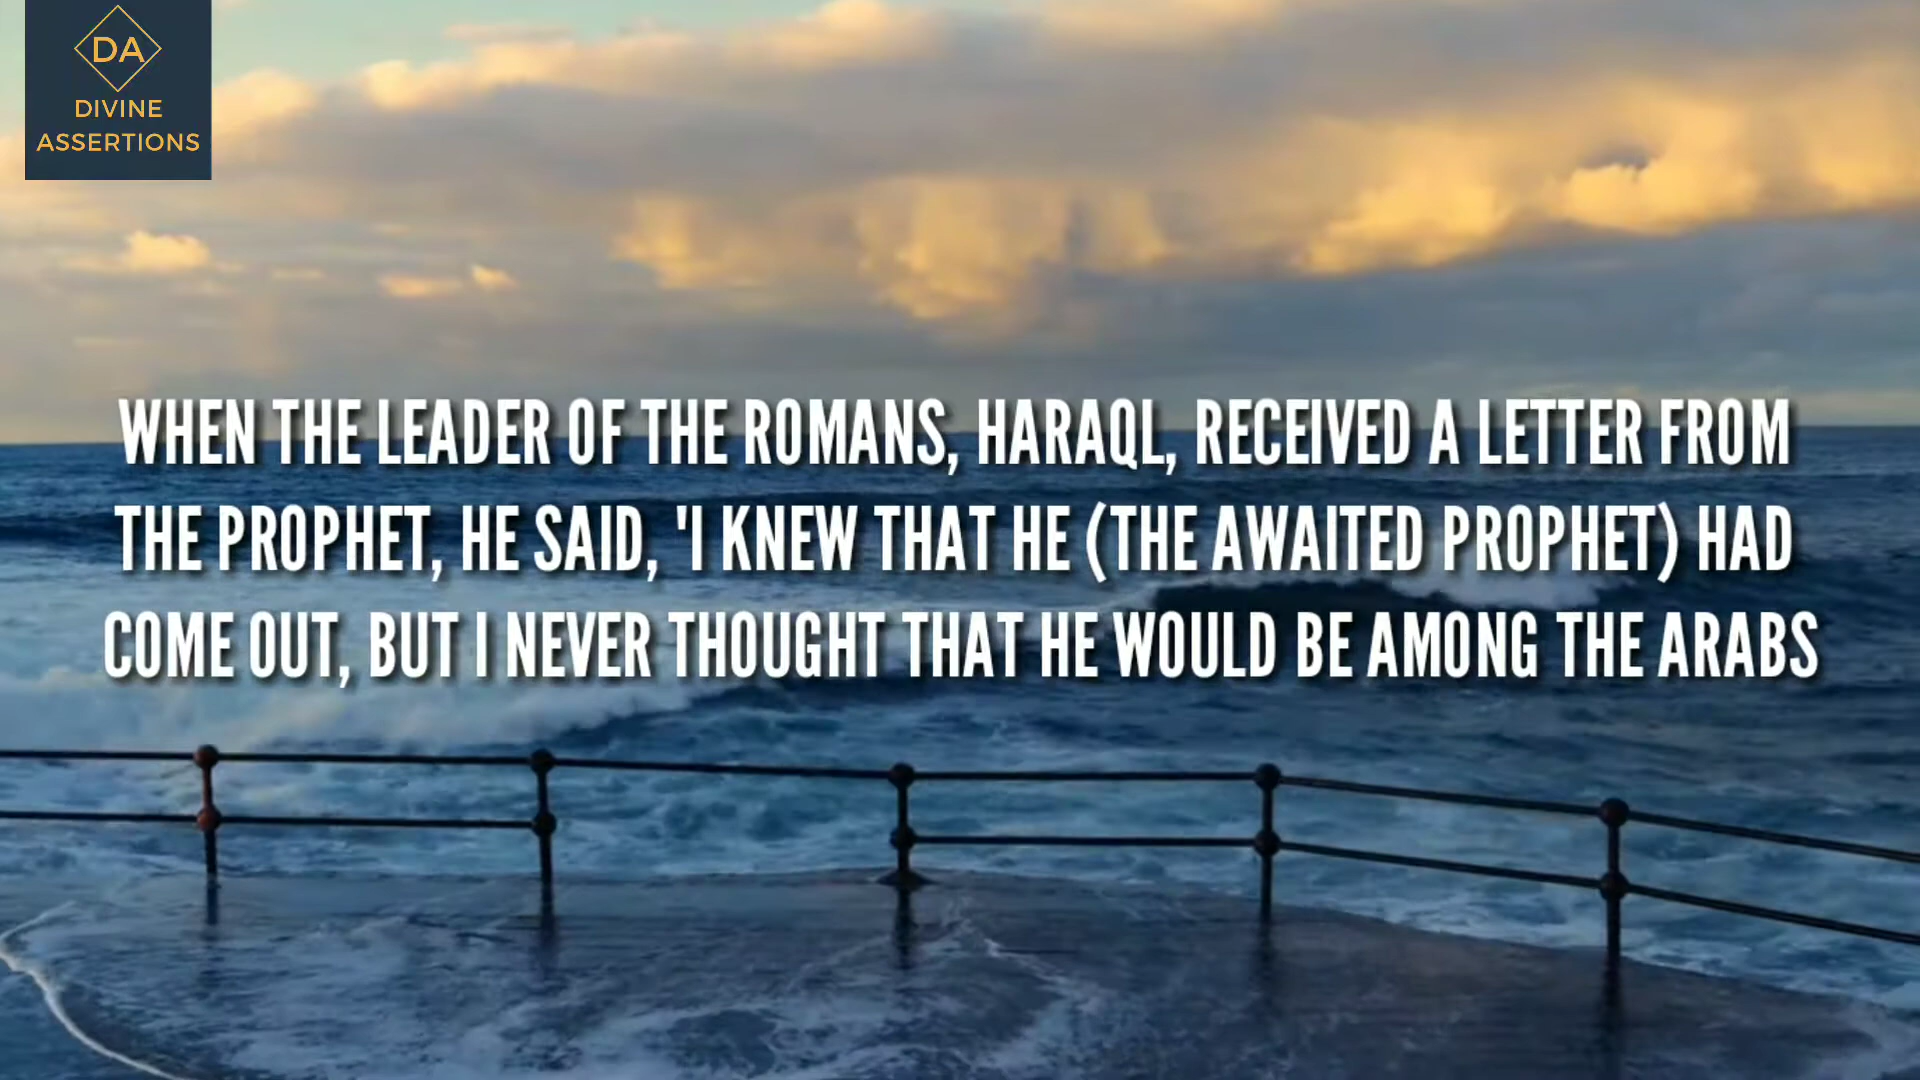 DA
DIVINE
ASSERTIONS
WHEN THE LEADER OF THE ROMANS, HARAQL, RECEIVED A LETTER FROM
THE PROPHET, HE SAID, "I KNEW THAT HE (THE AWAITED PROPHET) HAD
COME OUT, BUT I NEVER THOUGHT THAT HE WOULD BE AMONG THE ARABS